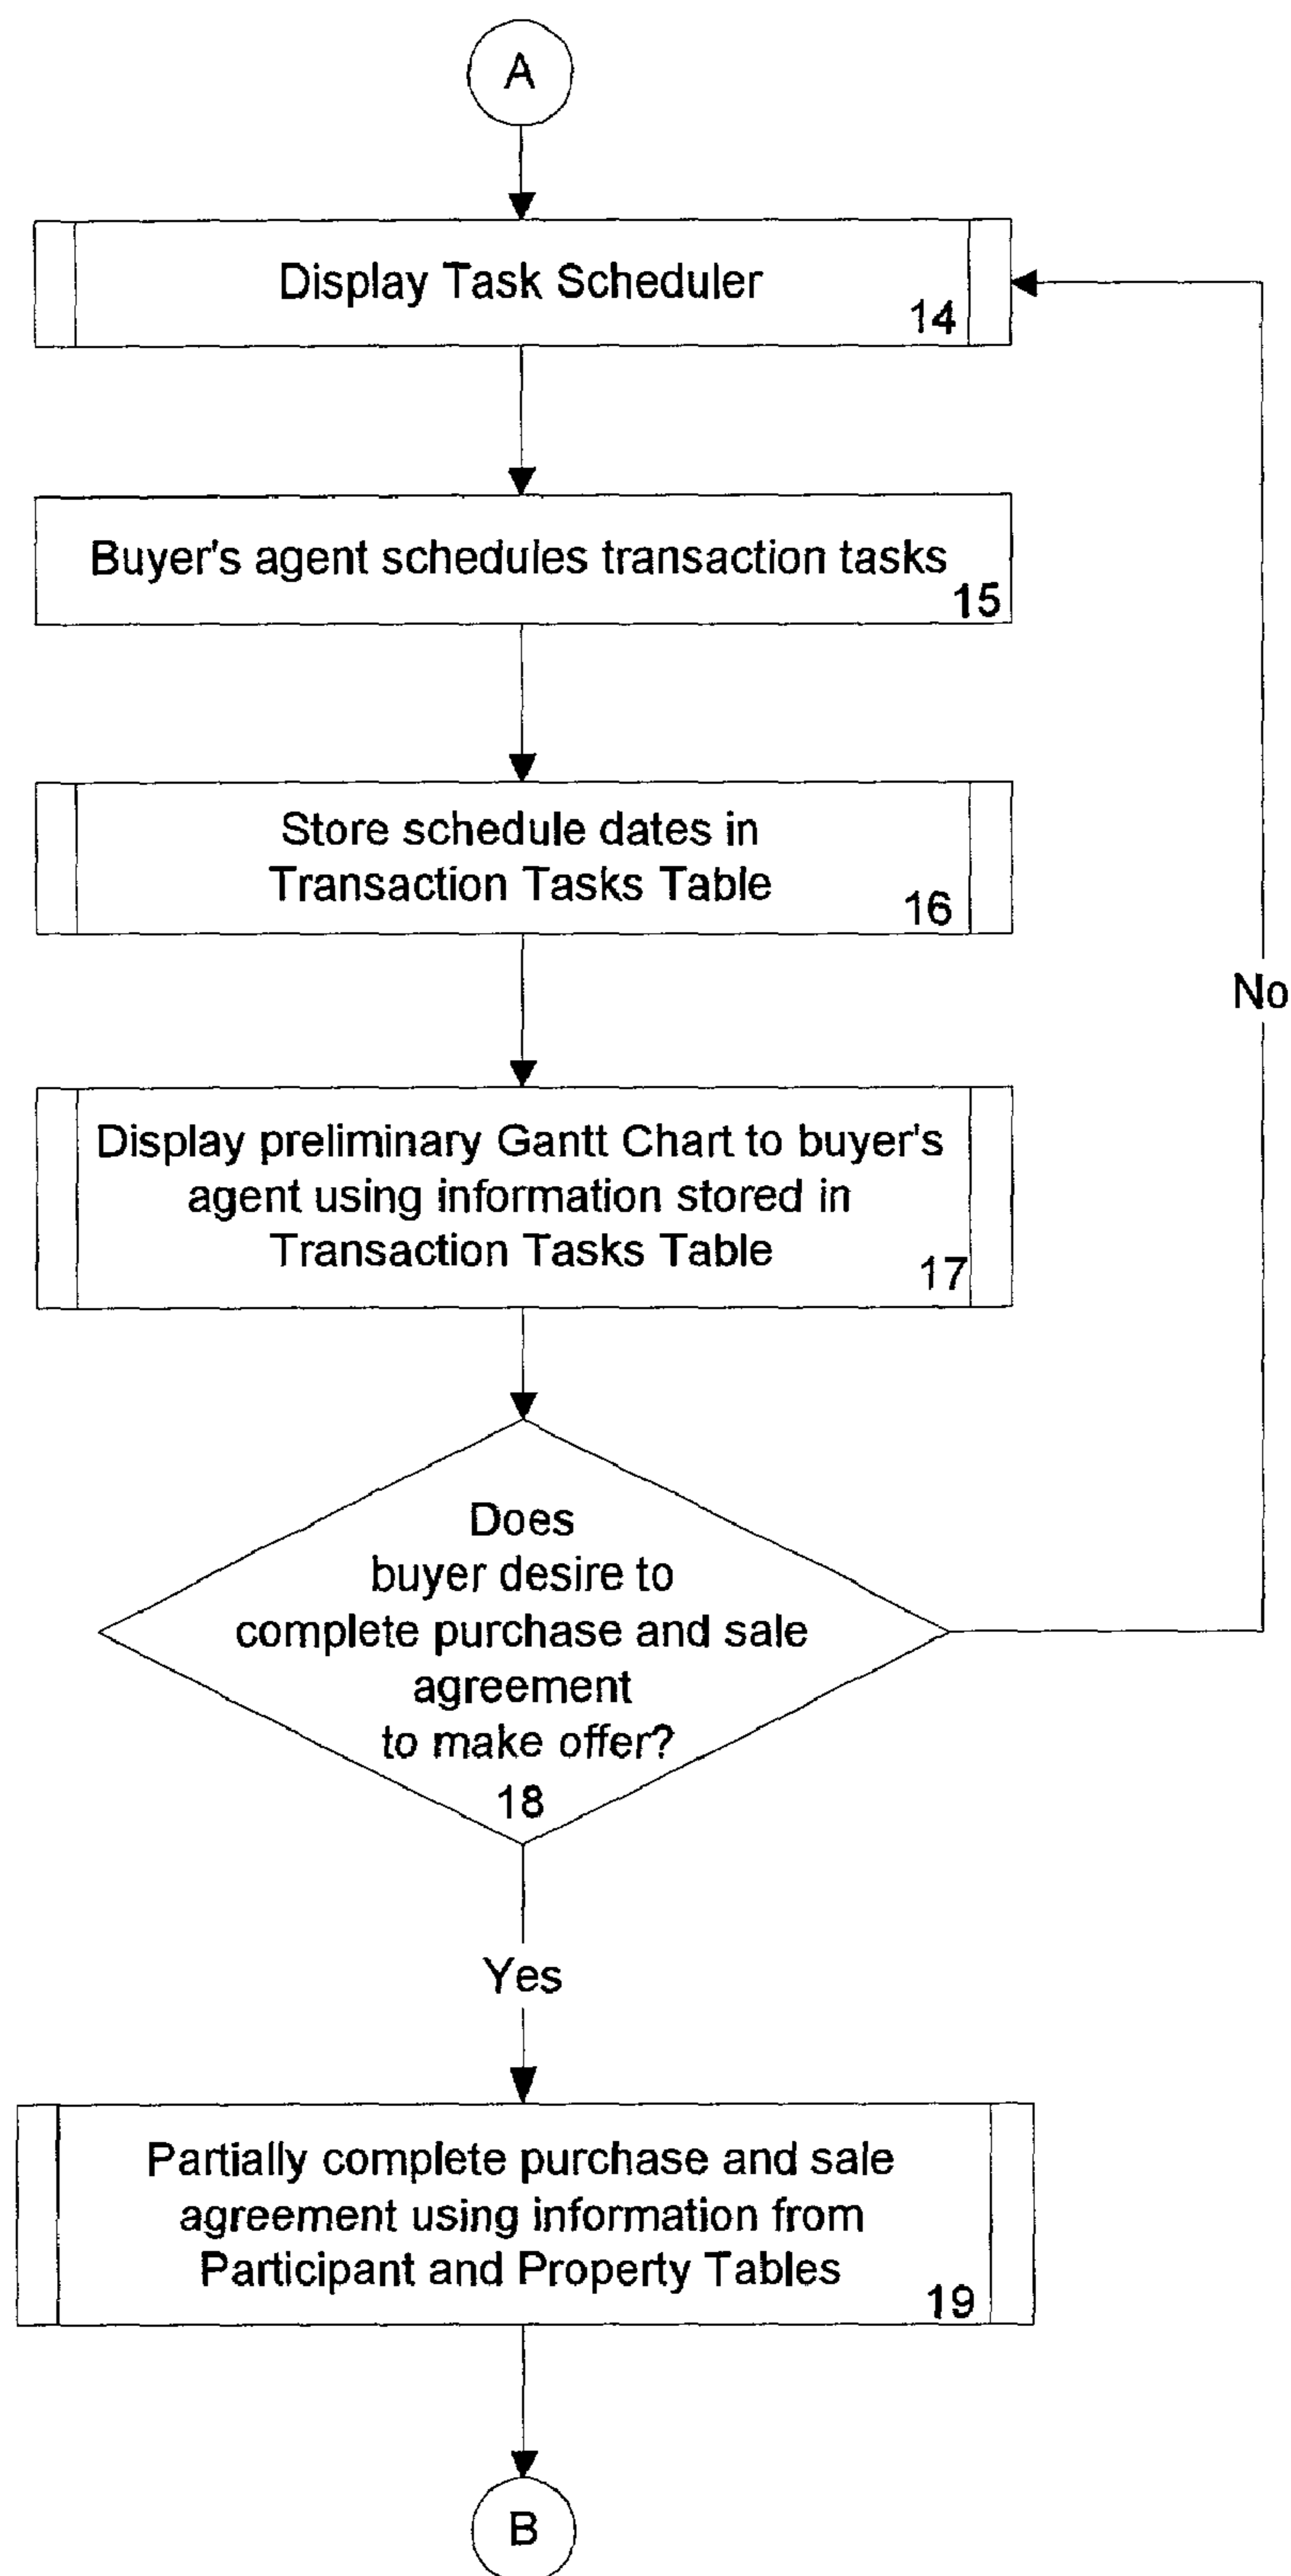 A
Display Task Scheduler
14
Buyer's agent schedules transaction tasks
15
Store schedule dates in
Transaction Tasks Table
16
No
Display preliminary Gantt Chart to buyer's
agent using information stored in
Transaction Tasks Table
17
Does
buyer desire to
complete purchase and sale
agreement
to make offer?
18
Yes
Partially complete purchase and sale
agreement using information from
Participant and Property Tables
19
B